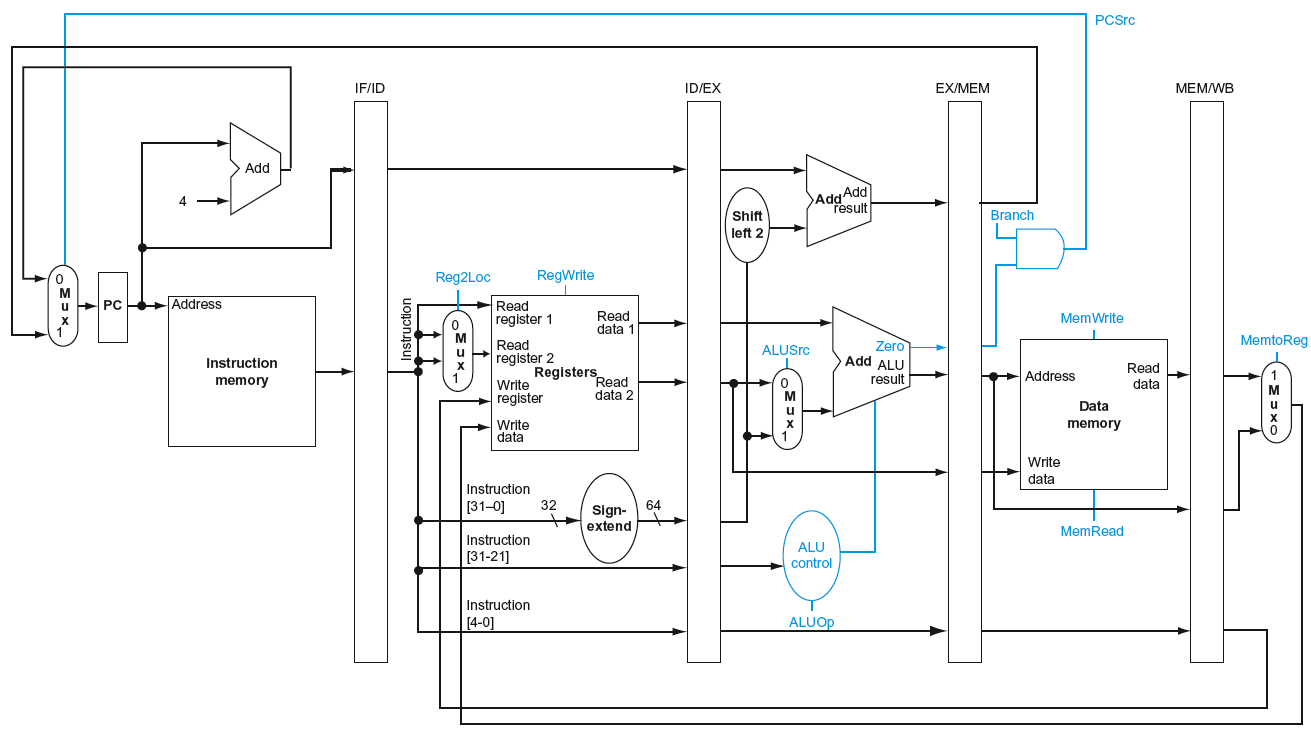 PCSrc
IF/ID
ID/EX
EX/MEM
MEM/WB
Add
4
Add
Add
result
Shift
left 2
Branch
0
M
u
x
1
PC
Address
Instruction
memory
Instruction
Reg2Loc
0
M
u
x
1
RegWrite
Read
register 1
Read
register 2
Write
register
Write
data
Registers
Read
data 1
Read
data 2
ALUSrc
0
M
u
x
1
Add
Zero
ALU
result
MemWrite
Address
Read
data
Data
memory
Write
data
MemRead
MemtoReg
1
M
u
x
0
Instruction
[31–0]
32
Sign-
extend
64
Instruction
[31-21]
ALU
control
ALUOp
Instruction
[4-0]